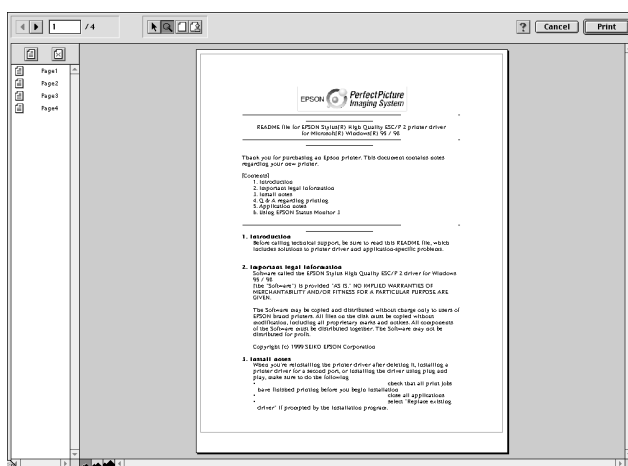 1 / 4
? Cancel Print
Page1
Page2
Page3
Page4
EPSON PerfectPicture
Imaging System
README file for EPSON Stylus(R) High Quality ESC/P 2 printer driver
for Microsoft(R) Windows(R) 95 / 98
Thank you for purchasing an Epson printer. This document contains notes
regarding your new printer.
[Contents]
1. Introduction
2. Important legal information
3. Install notes
4. Q & A regarding printing
5. Application notes
6. Using EPSON Status Monitor 3
1. Introduction
Before calling technical support, be sure to read this README file, which
includes solutions to printer driver and application-specific problems.
2. Important legal information
Software called the EPSON Stylus High Quality ESC/P 2 driver for Windows
95 / 98
(the "Software") is provided "AS IS." NO IMPLIED WARRANTIES OF
MERCHANTABILITY AND/OR FITNESS FOR A PARTICULAR PURPOSE ARE
GIVEN.
The Software may be copied and distributed without charge only to users of
EPSON brand printers. All files on the disk must be copied without
modification, including all proprietary marks and notices. All components
of the Software must be distributed together. The Software may not be
distributed for profit.
Copyright (c) 1999 SEIKO EPSON Corporation
3. Install notes
When you're reinstalling the printer driver after deleting it, installing a
printer driver for a second port, or installing the driver using plug and
play, make sure to do the following
• check that all print jobs
have finished printing before you begin installation
• close all applications
• select "Replace existing
driver" if prompted by the installation program.